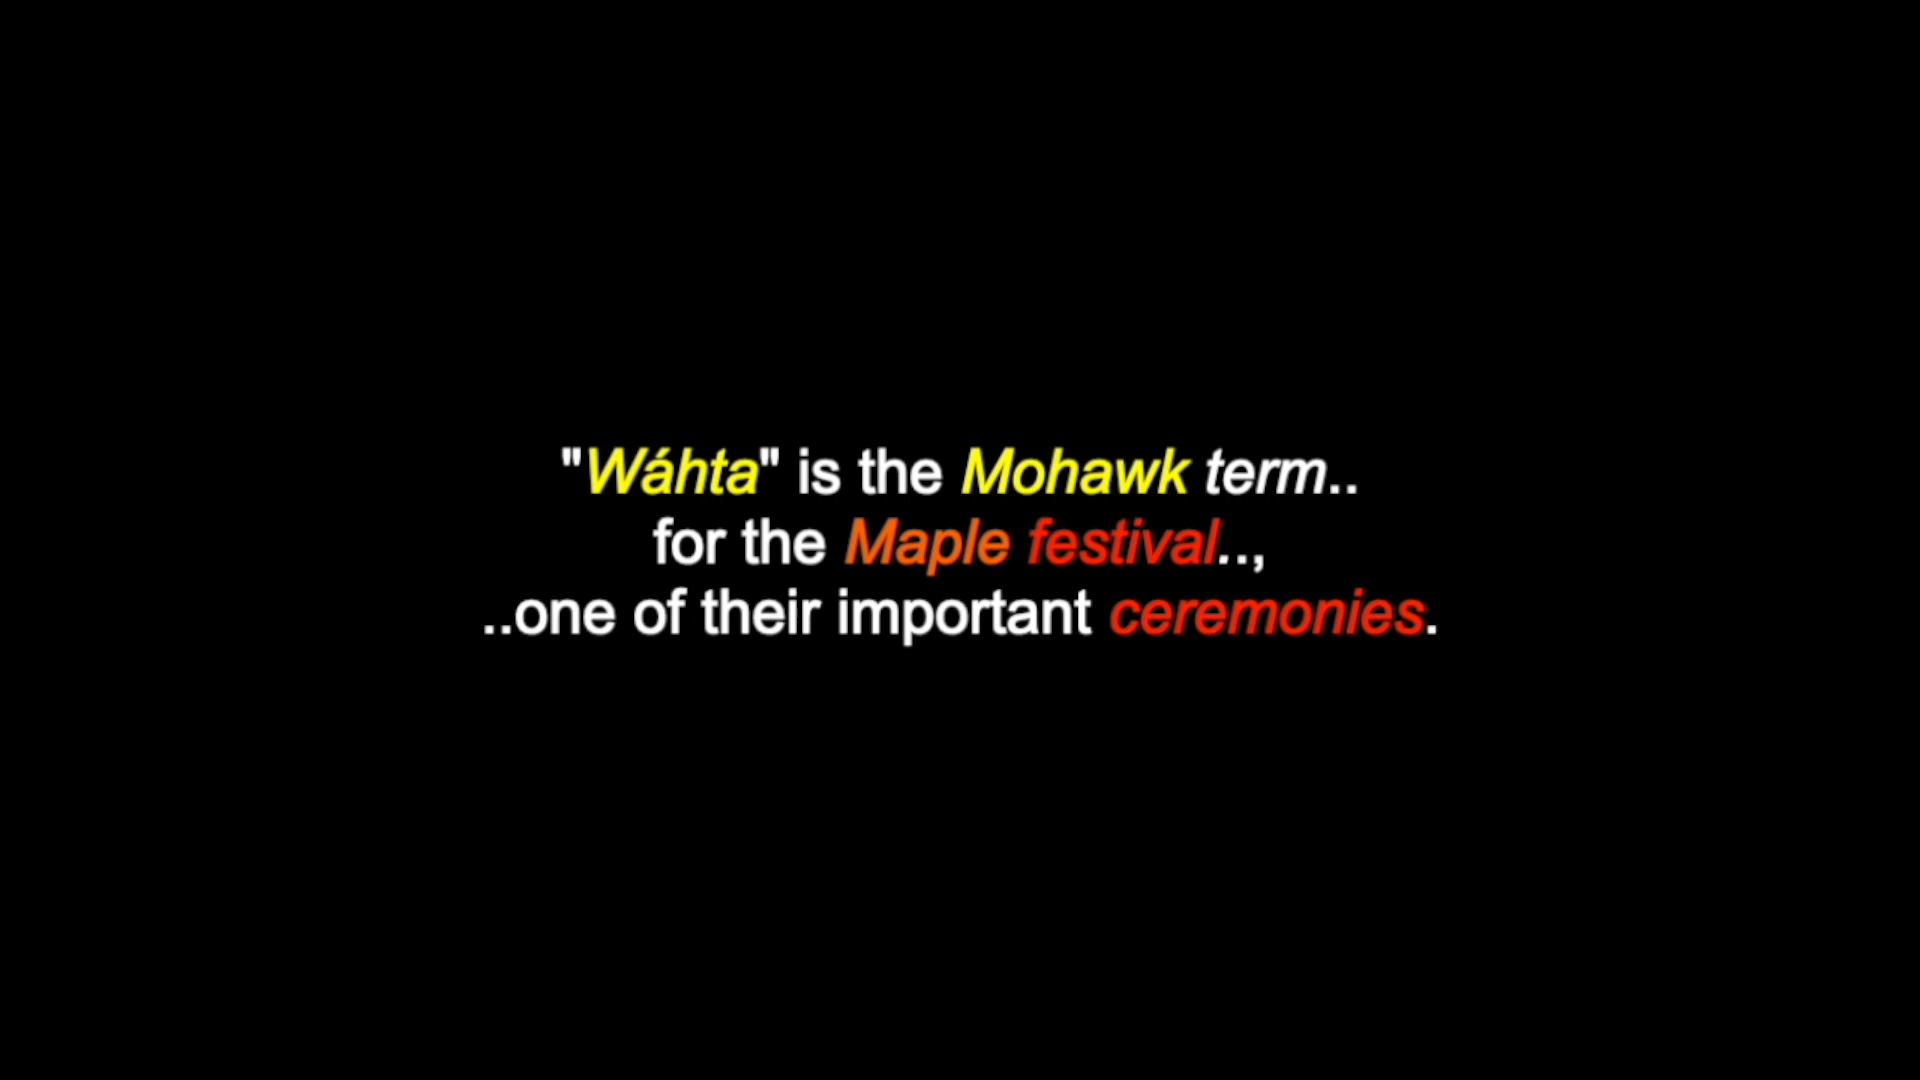 "Wáhta" is the Mohawk term..
for the Maple festival..,
..one of their important ceremonies.